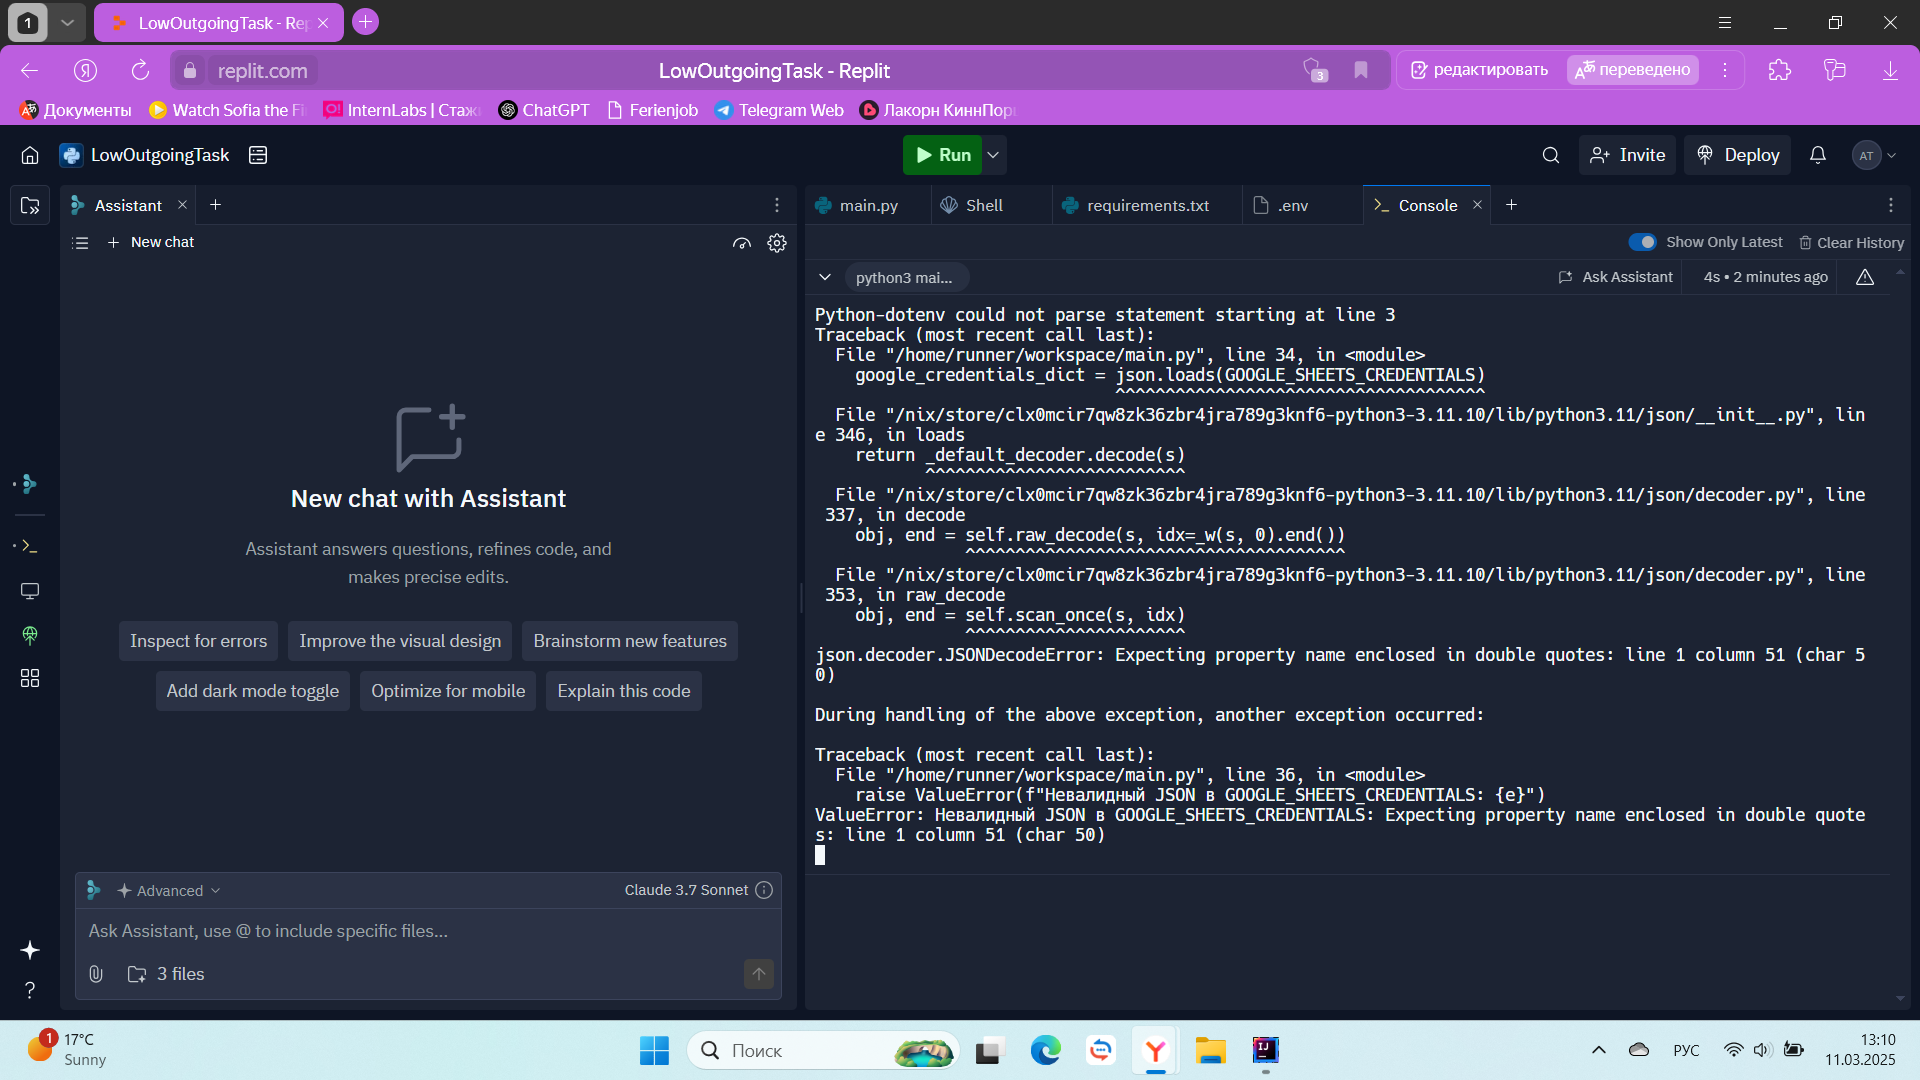 1
LowOutgoingTask - Re
replit.com
LowOutgoingTask - Replit
3
редактировать
переведено
Документы
Watch Sofia the Fi
InternLabs | Стаж
ChatGPT
Ferienjob
Telegram Web
Лакорн КиннПор
LowOutgoingTask
Run
Invite
Deploy
AT
Assistant
main.py
Shell
requirements.txt
.env
Console
New chat
Show Only Latest
Clear History
python3 mai...
Ask Assistant
4s • 2 minutes ago
Python-dotenv could not parse statement starting at line 3
Traceback (most recent call last):
  File "/home/runner/workspace/main.py", line 34, in <module>
    google_credentials_dict = json.loads(GOOGLE_SHEETS_CREDENTIALS)
                              ^^^^^^^^^^^^^^^^^^^^^^^^^^^^^^^^^^^^^
  File "/nix/store/clx0mcir7qw8zk36zbr4jra789g3knf6-python3-3.11.10/lib/python3.11/json/__init__.py", lin
e 346, in loads
    return _default_decoder.decode(s)
           ^^^^^^^^^^^^^^^^^^^^^^^^^^
  File "/nix/store/clx0mcir7qw8zk36zbr4jra789g3knf6-python3-3.11.10/lib/python3.11/json/decoder.py", line
 337, in decode
    obj, end = self.raw_decode(s, idx=_w(s, 0).end())
               ^^^^^^^^^^^^^^^^^^^^^^^^^^^^^^^^^^^^^^
  File "/nix/store/clx0mcir7qw8zk36zbr4jra789g3knf6-python3-3.11.10/lib/python3.11/json/decoder.py", line
 353, in raw_decode
    obj, end = self.scan_once(s, idx)
               ^^^^^^^^^^^^^^^^^^^^^^
json.decoder.JSONDecodeError: Expecting property name enclosed in double quotes: line 1 column 51 (char 5
0)
During handling of the above exception, another exception occurred:
Traceback (most recent call last):
  File "/home/runner/workspace/main.py", line 36, in <module>
    raise ValueError(f"Невалидный JSON в GOOGLE_SHEETS_CREDENTIALS: {e}")
ValueError: Невалидный JSON в GOOGLE_SHEETS_CREDENTIALS: Expecting property name enclosed in double quote
s: line 1 column 51 (char 50)
New chat with Assistant
Assistant answers questions, refines code, and
makes precise edits.
Inspect for errors
Improve the visual design
Brainstorm new features
Add dark mode toggle
Optimize for mobile
Explain this code
Advanced
Claude 3.7 Sonnet
Ask Assistant, use @ to include specific files...
3 files
1
17°C
Sunny
Поиск
РУС
13:10
11.03.2025